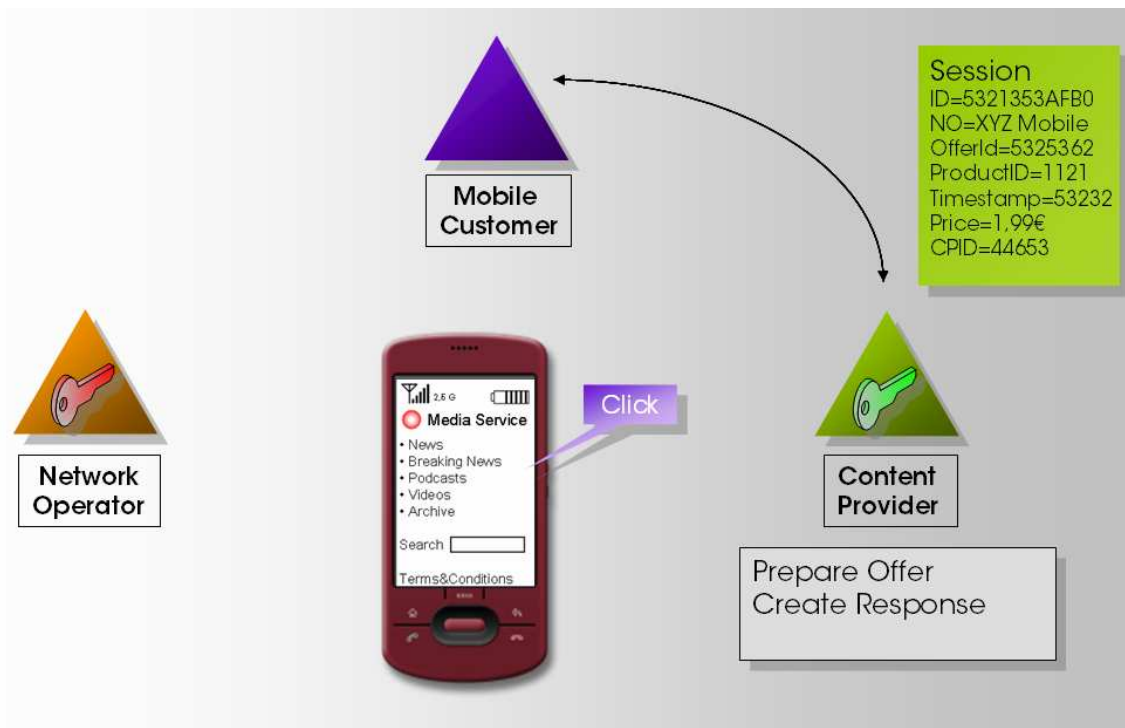 Session
ID=5321353AFB0
NO=XYZ Mobile
OfferId=5325362
ProductID=1121
Timestamp=53232
Price=1,99€
CPID=44653
Mobile
Customer
Network
Operator
2,5 G
Media Service
• News
• Breaking News
• Podcasts
• Videos
• Archive
Search
Terms&Conditions
Click
Content
Provider
Prepare Offer
Create Response